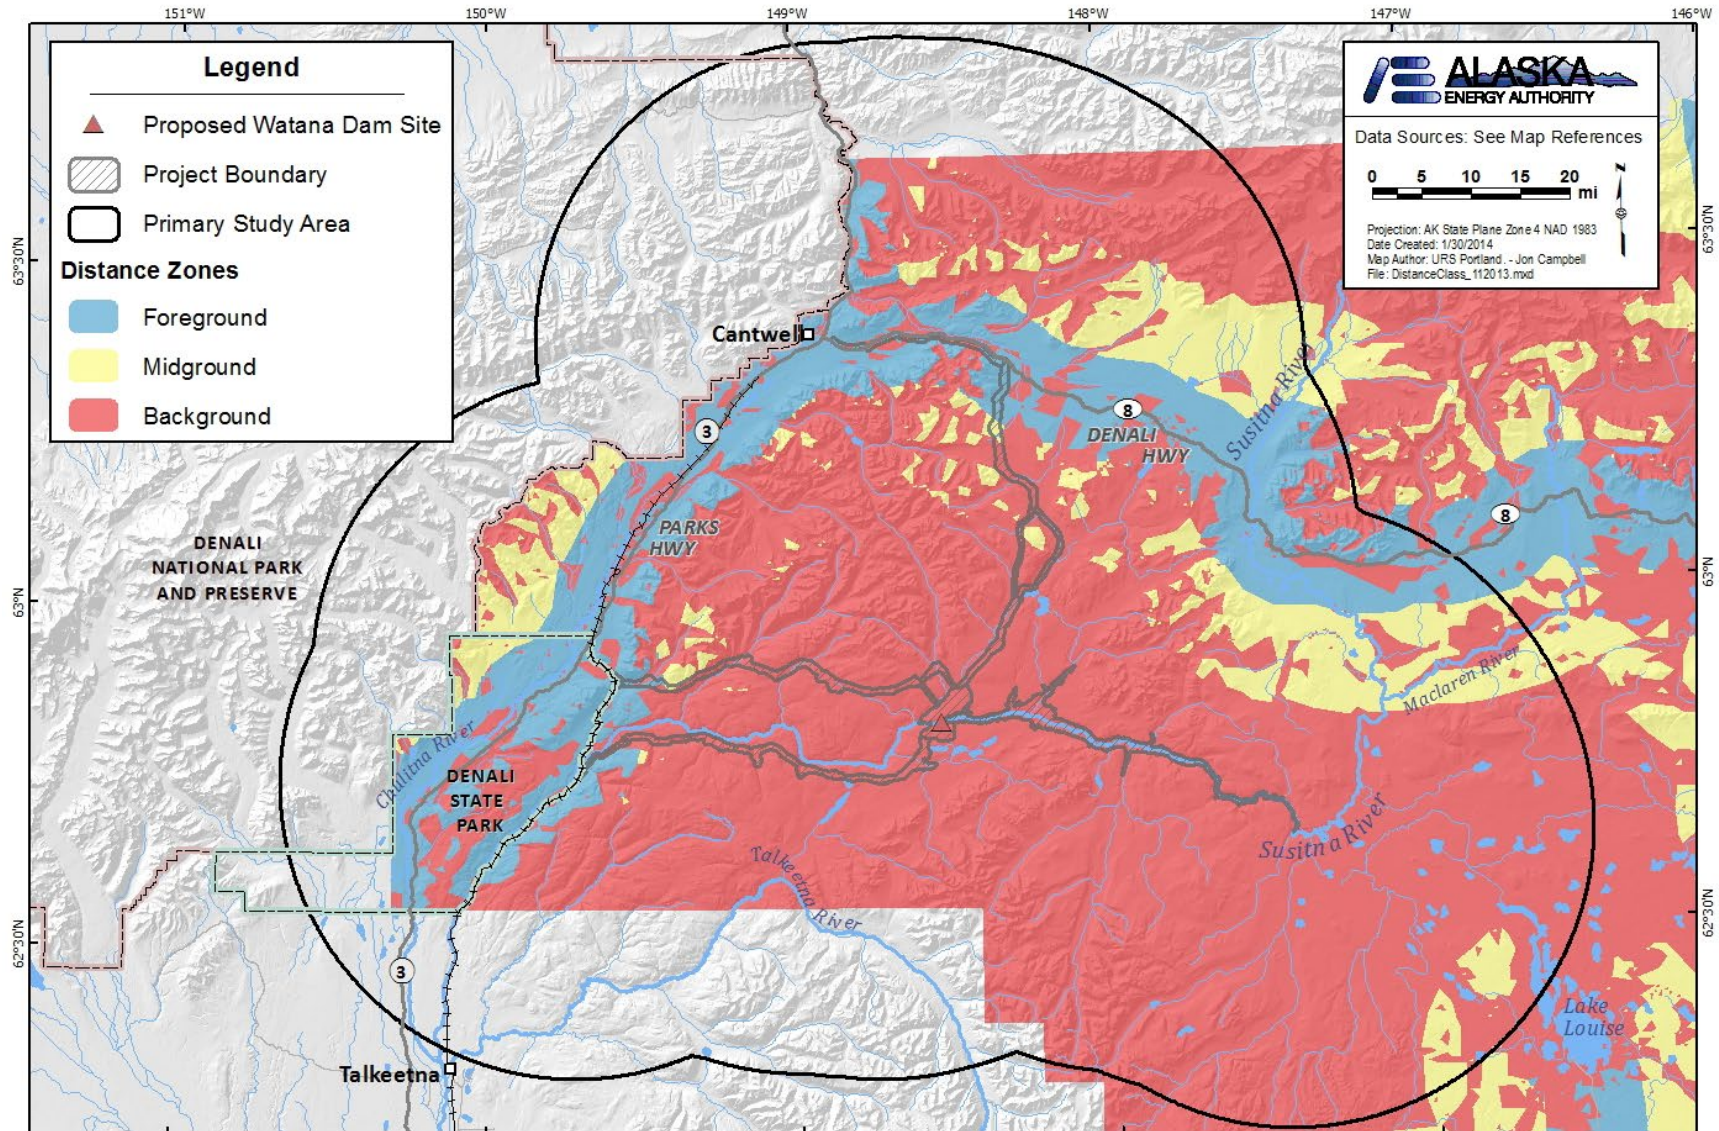 151°W
150°W
149°W
148°W
147°W
146°W
Legend
Proposed Watana Dam Site
Project Boundary
Primary Study Area
Distance Zones
Foreground
Midground
Background
ALASKA
ENERGY AUTHORITY
Data Sources: See Map References
0 5 10 15 20
mi
N
Projection: AK State Plane Zone 4 NAD 1983
Date Created: 1/30/2014
Map Author: URS Portland. - Jon Campbell
File: DistanceClass_112013.mxd
63°30'N
63°30'N
Cantwell
3
8
DENALI
HWY
Susitna River
8
PARKS
HWY
DENALI
NATIONAL PARK
AND PRESERVE
63°N
63°N
Maclaren River
Chulitna River
DENALI
STATE
PARK
Susitna River
Talkeetna River
62°30'N
62°30'N
3
Lake
Louise
Talkeetna